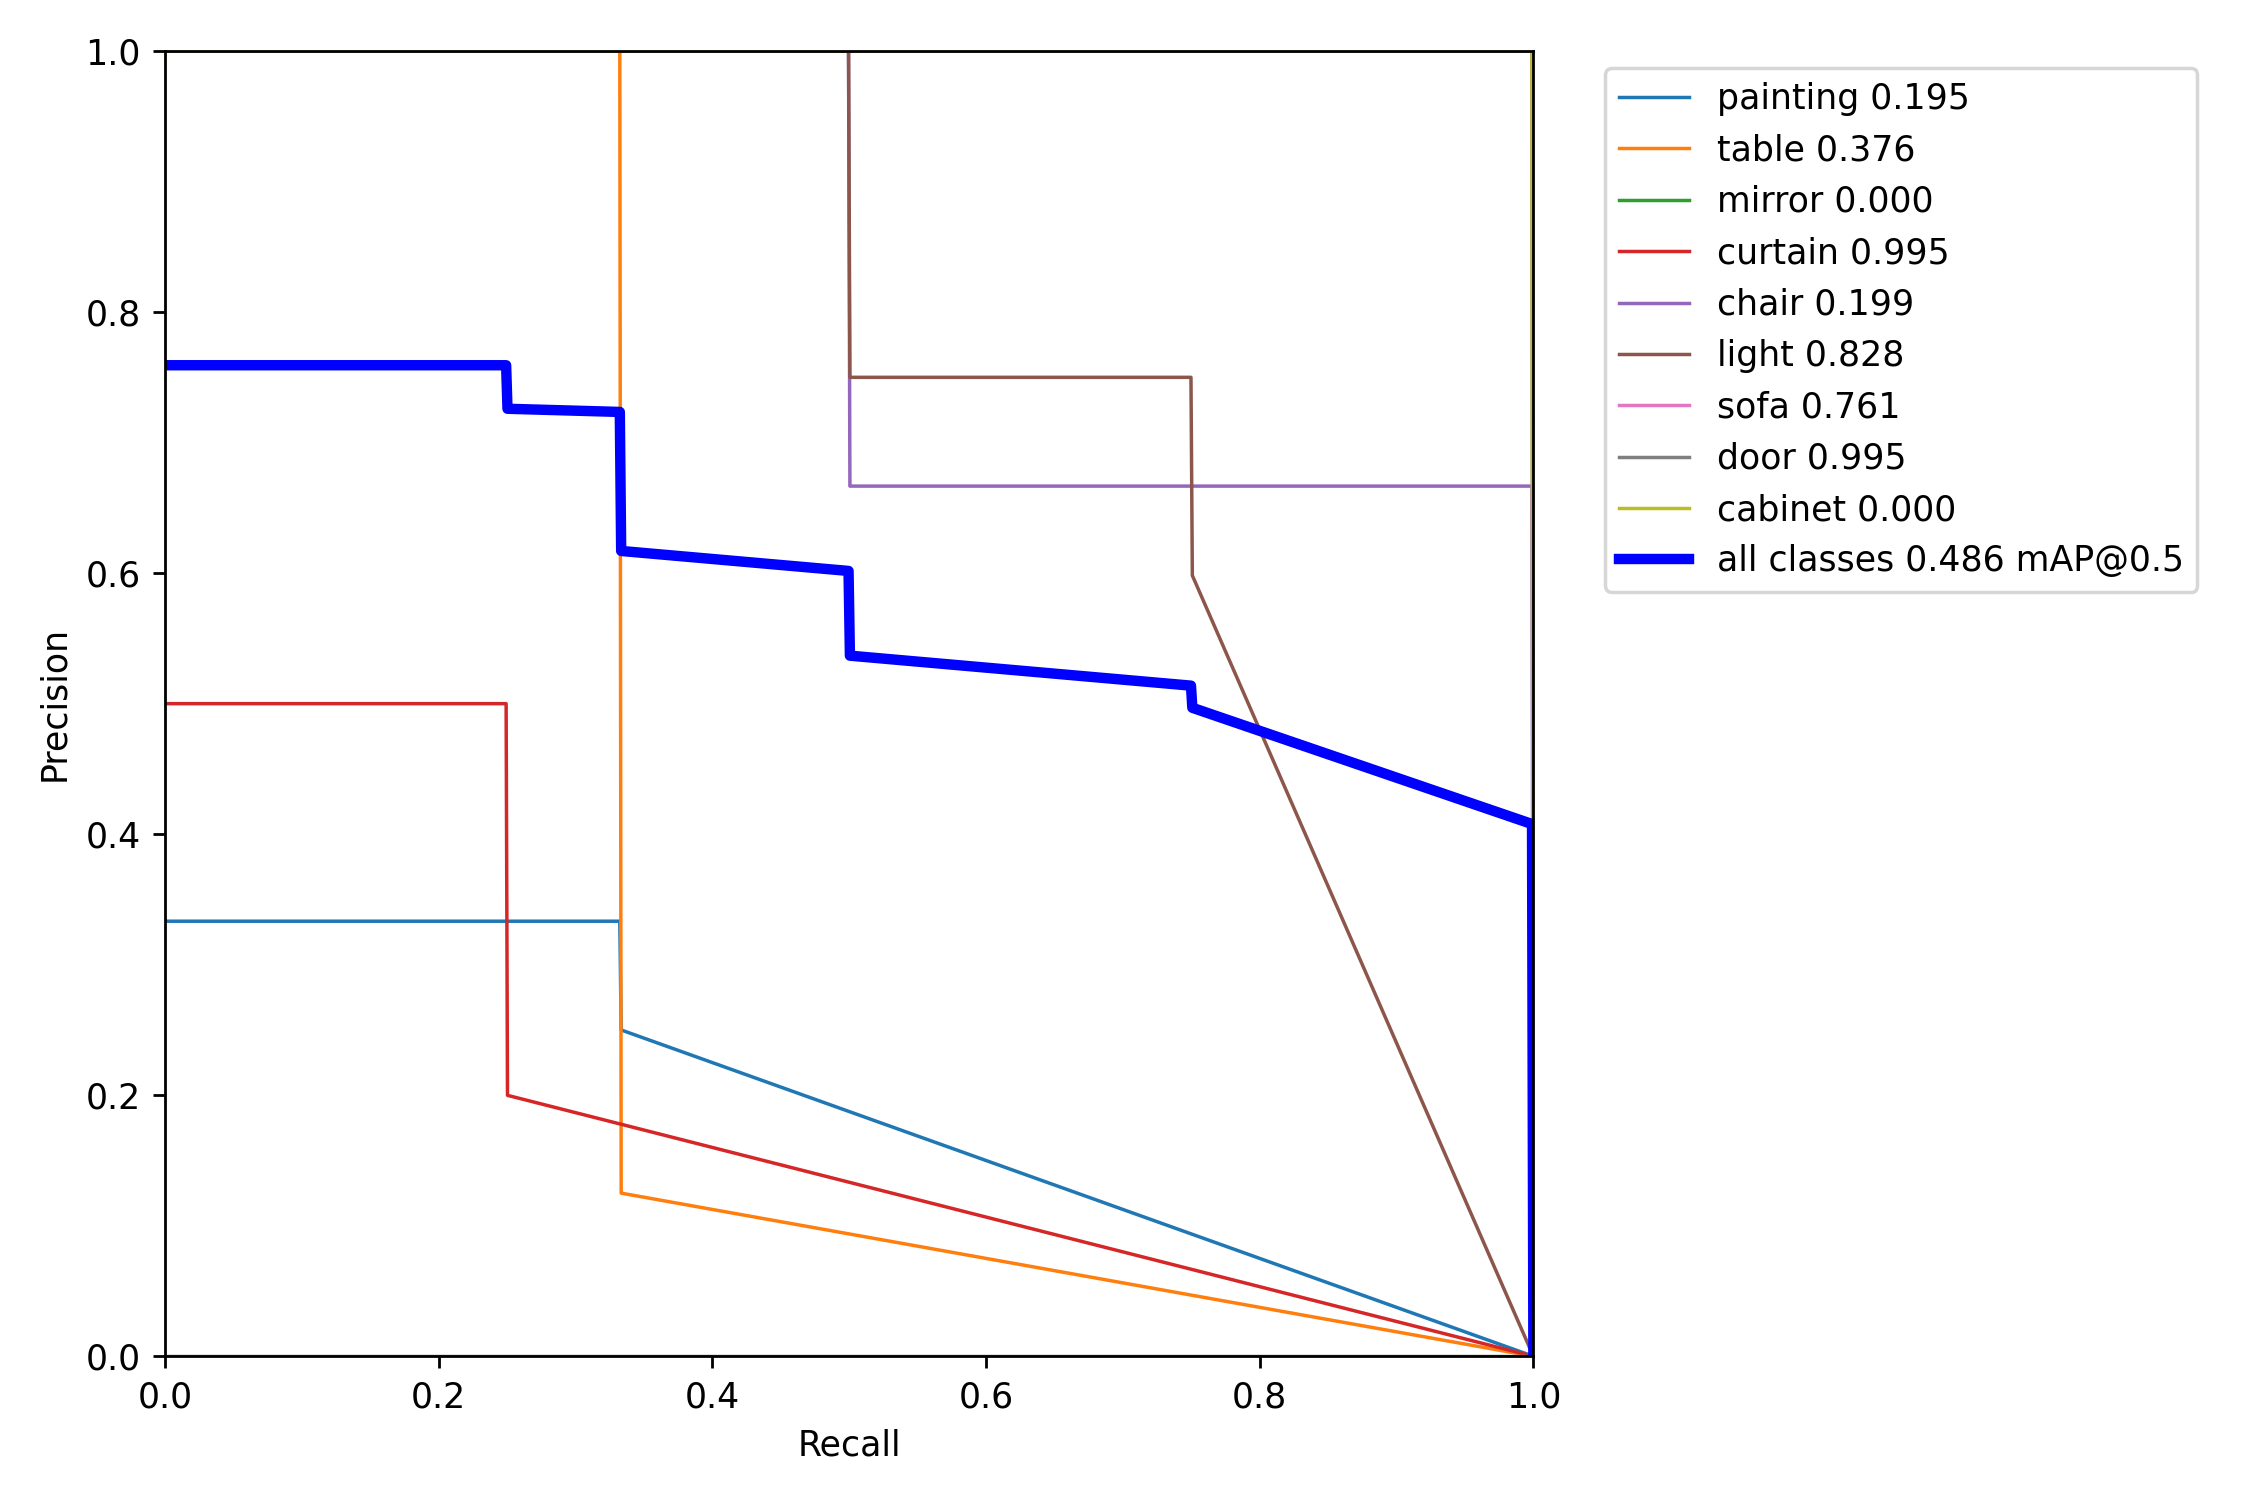 1.0
0.8
0.6
0.4
0.2
0.0
0.0 0.2 0.4 0.6 0.8 1.0
Recall
Precision
painting 0.195
table 0.376
mirror 0.000
curtain 0.995
chair 0.199
light 0.828
sofa 0.761
door 0.995
cabinet 0.000
all classes 0.486 mAP@0.5